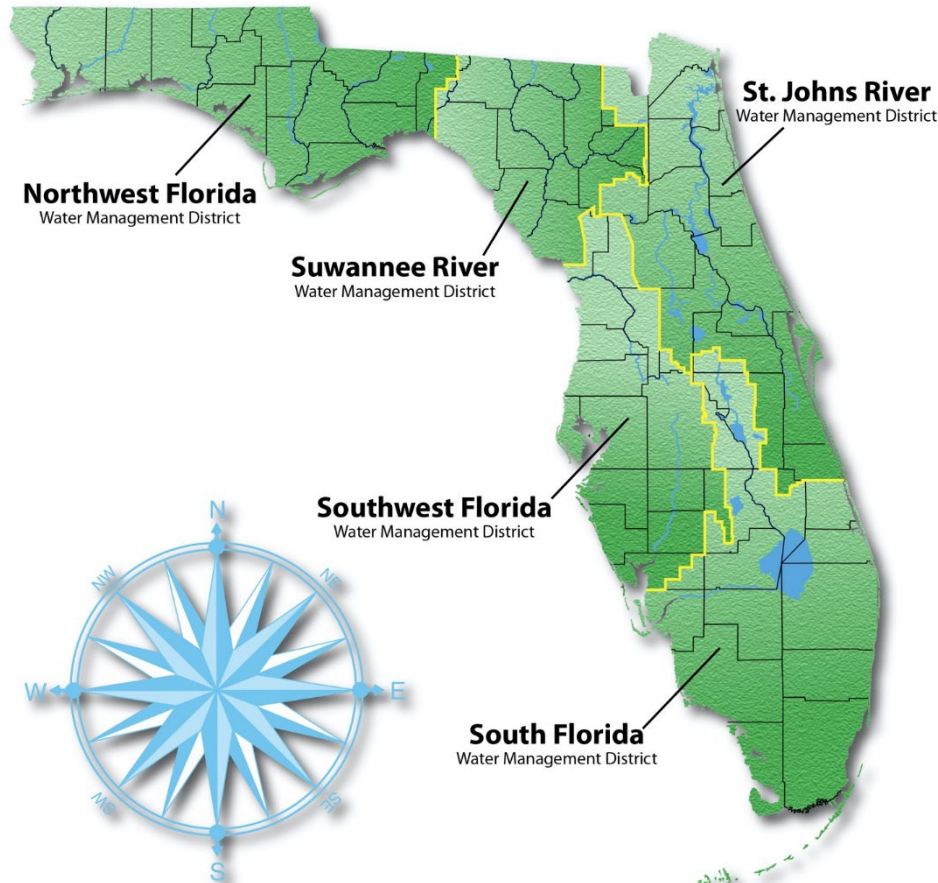 St. Johns River
Water Management District
Northwest Florida
Water Management District
Suwannee River
Water Management District
Southwest Florida
Water Management District
N
NW
NE
W
E
SW
SE
S
South Florida
Water Management District